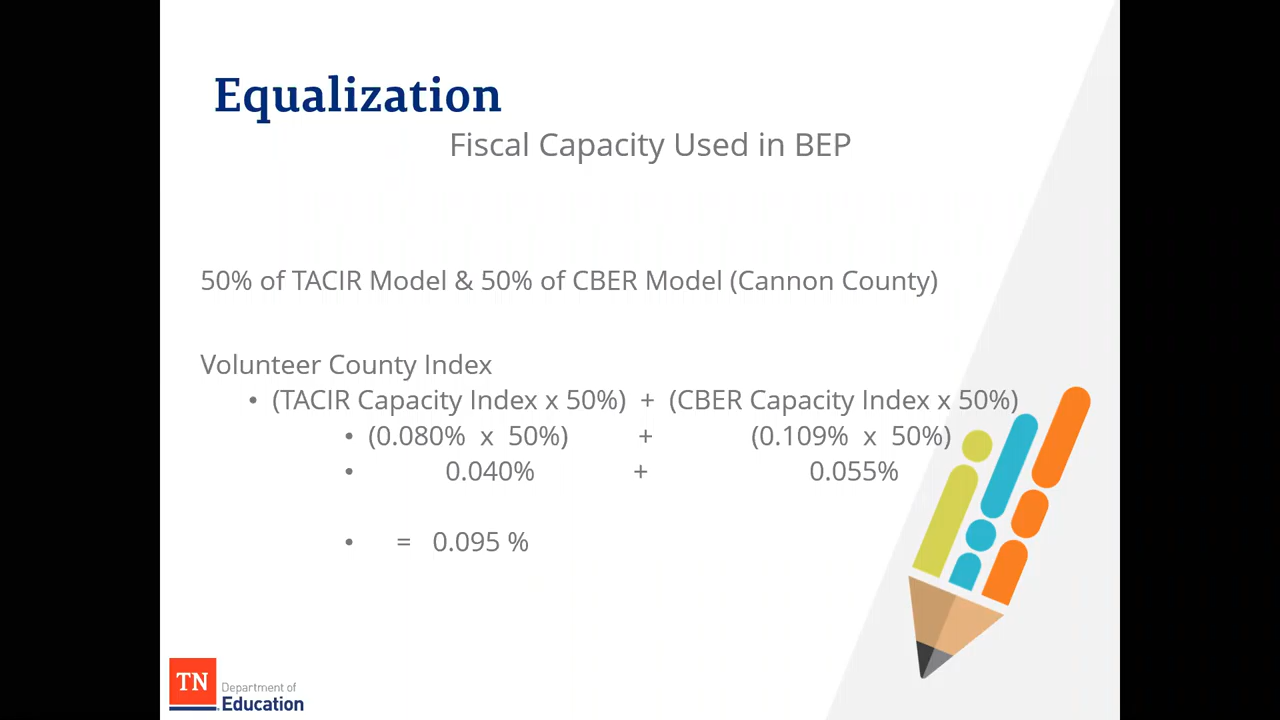 Equalization
Fiscal Capacity Used in BEP
50% of TACIR Model & 50% of CBER Model (Cannon County)
Volunteer County Index
• (TACIR Capacity Index x 50%) + (CBER Capacity Index x 50%)
• (0.080% x 50%) + (0.109% x 50%)
• 0.040% + 0.055%
• = 0.095 %
TN
Department of
Education